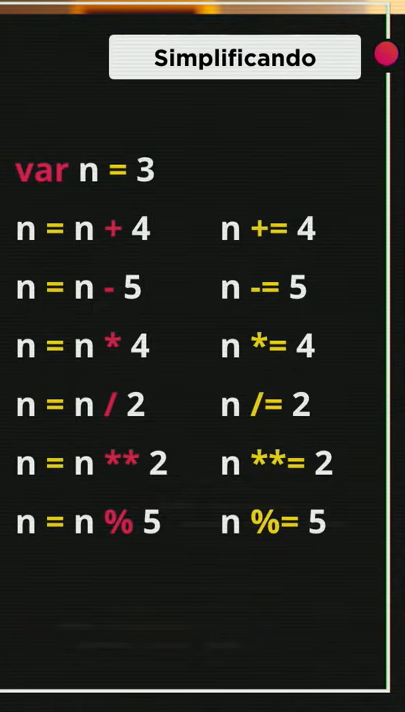 Simplificando
var n = 3
n = n + 4 n += 4
n = n - 5 n -= 5
n = n * 4 n *= 4
n = n / 2 n /= 2
n = n ** 2 n **= 2
n = n % 5 n %= 5